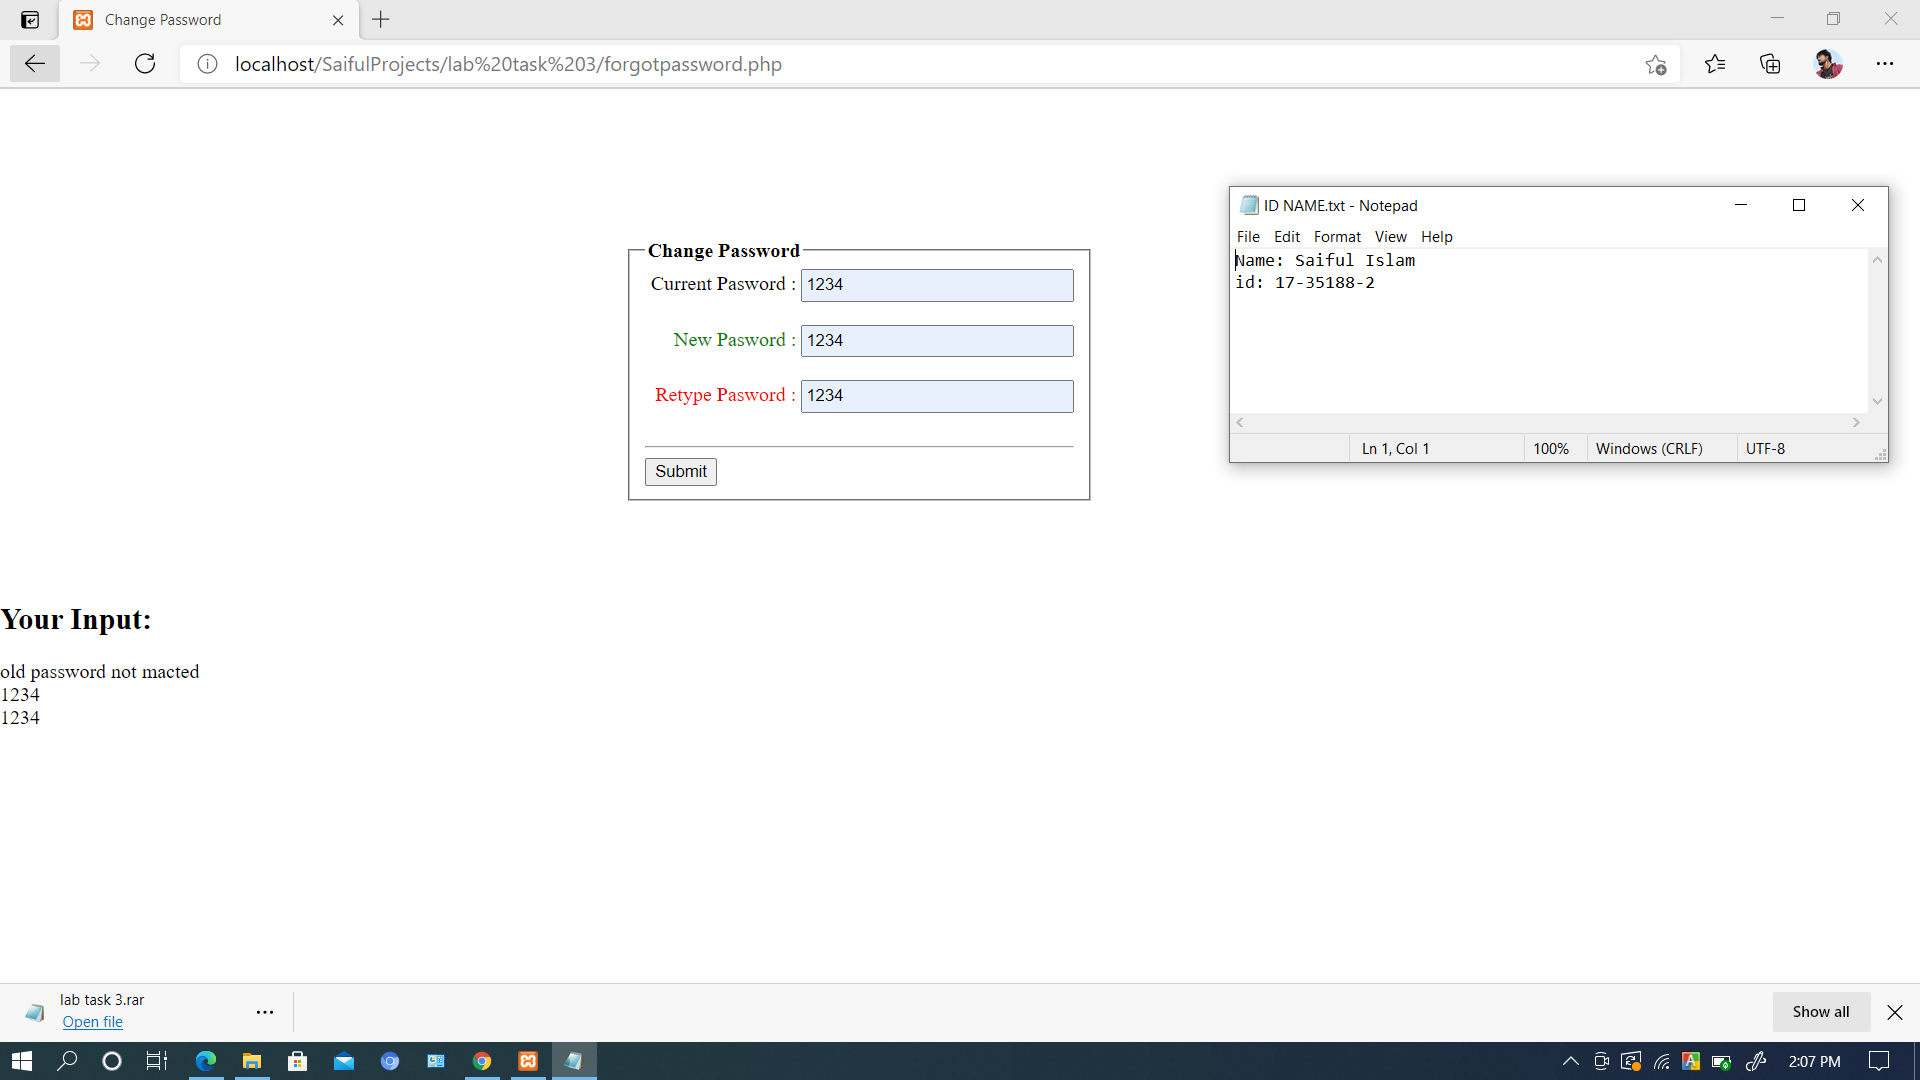 Change Password
localhost/SaifulProjects/lab%20task%203/forgotpassword.php
Change Password
Current Pasword : 1234
New Pasword : 1234
Retype Pasword : 1234
Submit
ID NAME.txt - Notepad
File Edit Format View Help
Name: Saiful Islam
id: 17-35188-2
Ln 1, Col 1 100% Windows (CRLF) UTF-8
Your Input:
old password not macted
1234
1234
lab task 3.rar
Open file
Show all
2:07 PM